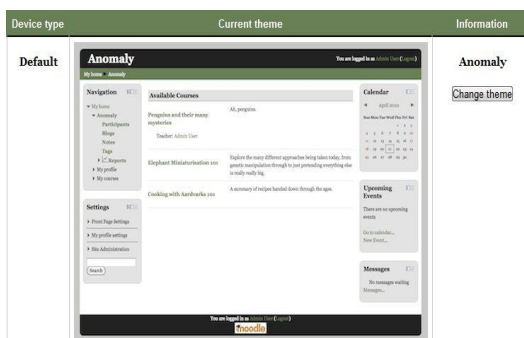 Device type
Current theme
Information
Default
Anomaly
You are logged in as Admin User (Logout)
My home ► Anomaly
Navigation
My home
Anomaly
Participants
Blogs
Notes
Tags
Reports
My profile
My courses
Settings
Front Page Settings
My profile settings
Site Administration
Search
Available Courses
Penguins and their many
mysteries
Teacher: Admin User
Ah, penguins.
Elephant Miniaturisation 101
Explore the many different approaches being taken today, from
genetic manipulation through to just pretending everything else
is really really big.
Cooking with Aardvarks 101
A summary of recipes handed down through the ages.
Calendar
April
Sun Mon Tue Wed Thu Fri Sat
Upcoming
Events
There are no upcoming
events
Go to calendar...
New Event...
Messages
No messages waiting
Messages...
You are logged in as Admin User (Logout)
moodle
Anomaly
Change theme